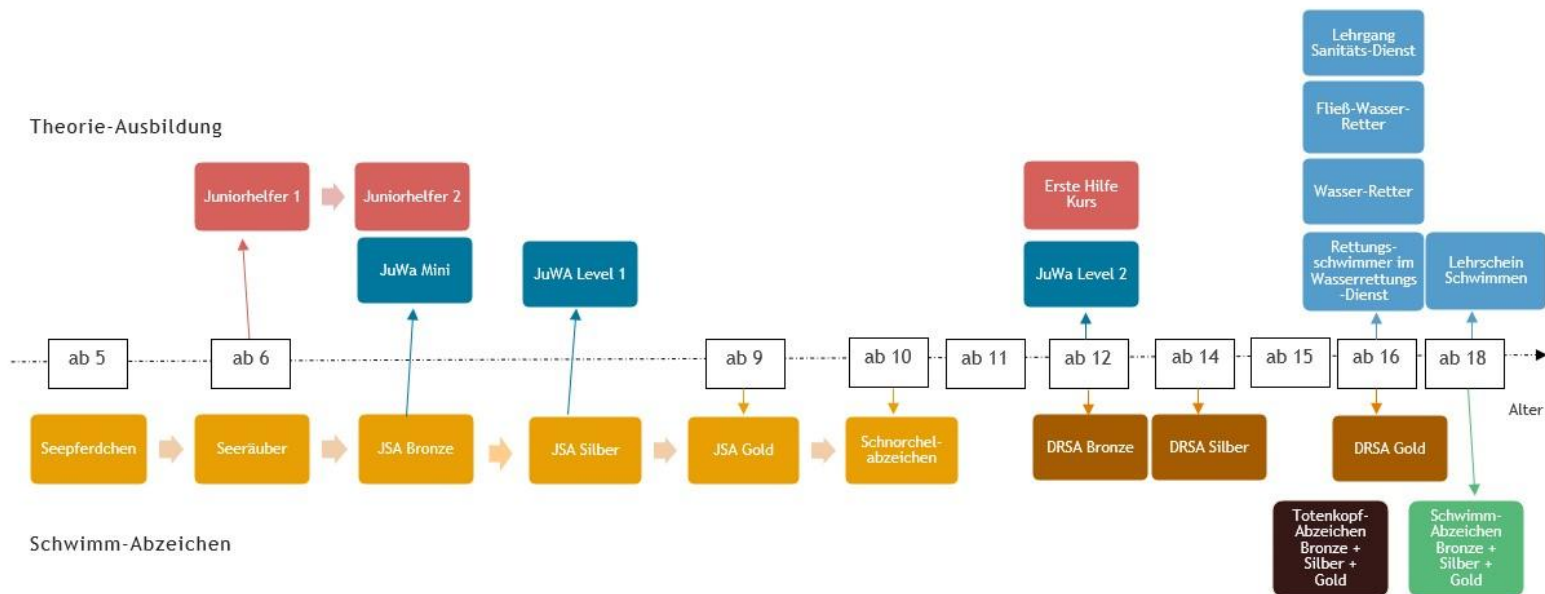 Lehrgang
Sanitäts-Dienst
Fließ-Wasser-
Retter
Theorie-Ausbildung
Juniorhelfer 1
Juniorhelfer 2
Erste Hilfe
Kurs
Wasser-Retter
JuWa Mini
JuWA Level 1
JuWa Level 2
Rettungs-
schwimmer im
Wasserrettungs
-Dienst
Lehrschein
Schwimmen
ab 5
ab 6
ab 9
ab 10
ab 11
ab 12
ab 14
ab 15
ab 16
ab 18
Alter
Seepferdchen
Seeräuber
JSA Bronze
JSA Silber
JSA Gold
Schnorchel-
abzeichen
DRSA Bronze
DRSA Silber
DRSA Gold
Schwimm-Abzeichen
Totenkopf-
Abzeichen
Bronze +
Silber +
Gold
Schwimm-
Abzeichen
Bronze +
Silber +
Gold